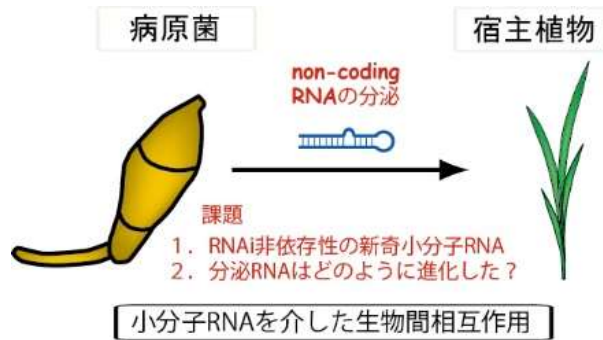 病原菌
宿主植物
non-coding
RNAの分泌
課題
1. RNAi非依存性の新奇小分子RNA
2. 分泌RNAはどのように進化した？
小分子RNAを介した生物間相互作用